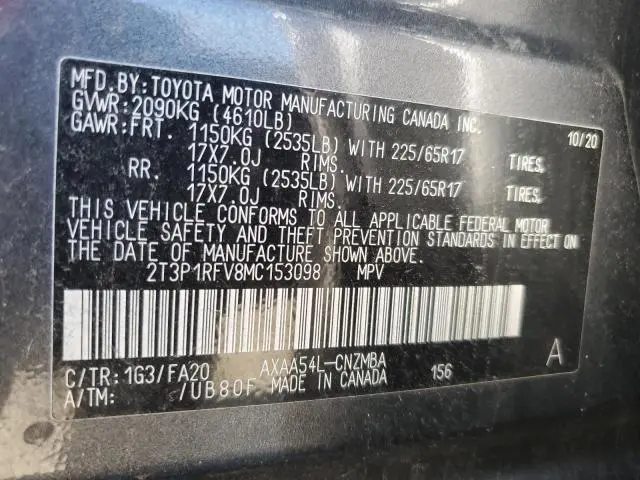 MFD.BY:TOYOTA MOTOR MANUFACTURING CANADA INC. 10/20
GVWR:2090KG (4610LB)
GAWR:FRT. 1150KG (2535LB) WITH 225/65R17 TIRES,
17X7.0J RIMS.
RR. 1150KG (2535LB) WITH 225/65R17 TIRES,
17X7.0J RIMS.
THIS VEHICLE CONFORMS TO ALL APPLICABLE FEDERAL MOTOR
VEHICLE SAFETY AND THEFT PREVENTION STANDARDS IN EFFECT ON
THE DATE OF MANUFACTURE SHOWN ABOVE.
2T3P1RFV8MC153098 MPV
C/TR:1G3/FA20 AXAA54L-CNZMBA 156 A
A/TM: /UB80F MADE IN CANADA